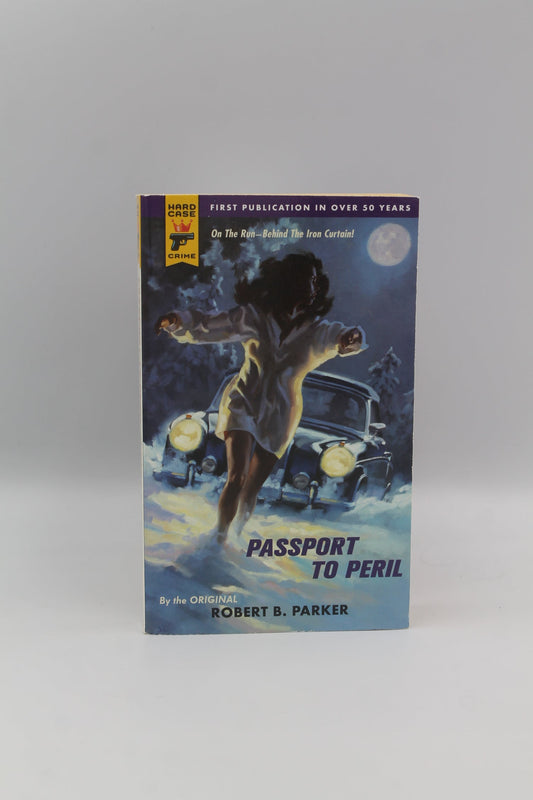 HARD
CASE
CRIME
FIRST PUBLICATION IN OVER 50 YEARS
On The Run—Behind The Iron Curtain!
PASSPORT
TO PERIL
By the ORIGINAL
ROBERT B. PARKER